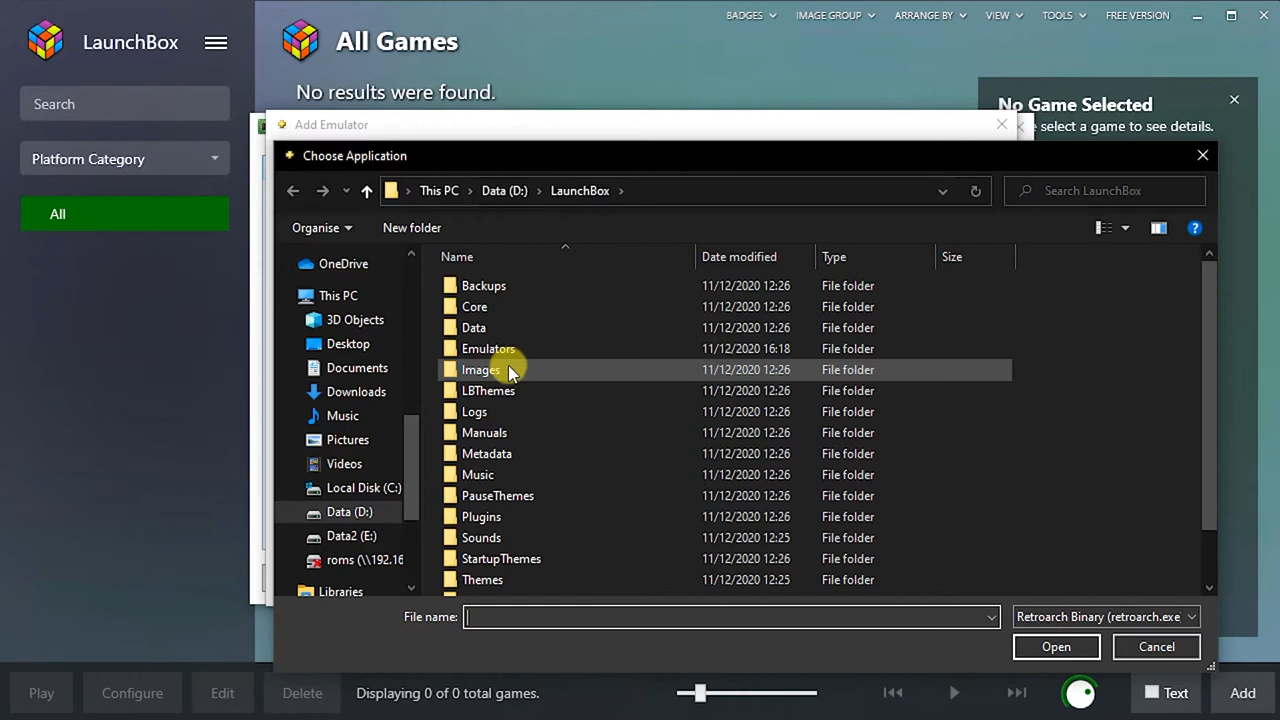 BADGES
IMAGE GROUP
ARRANGE BY
VIEW
TOOLS
FREE VERSION
LaunchBox
All Games
Search
No results were found.
Platform Category
All
No Game Selected
select a game to see details.
Add Emulator
Choose Application
This PC
Data (D:)
LaunchBox
Search LaunchBox
Organise
New folder
Name
Date modified
Type
Size
OneDrive
This PC
3D Objects
Desktop
Documents
Downloads
Music
Pictures
Videos
Local Disk (C:)
Data (D:)
Data2 (E:)
roms (\\192.16
Libraries
Backups 11/12/2020 12:26 File folder
Core 11/12/2020 12:26 File folder
Data 11/12/2020 12:26 File folder
Emulators 11/12/2020 16:18 File folder
Images 11/12/2020 12:26 File folder
LBThemes 11/12/2020 12:26 File folder
Logs 11/12/2020 12:26 File folder
Manuals 11/12/2020 12:26 File folder
Metadata 11/12/2020 12:26 File folder
Music 11/12/2020 12:26 File folder
PauseThemes 11/12/2020 12:26 File folder
Plugins 11/12/2020 12:26 File folder
Sounds 11/12/2020 12:25 File folder
StartupThemes 11/12/2020 12:26 File folder
Themes 11/12/2020 12:25 File folder
File name:
Retroarch Binary (retroarch.exe
Open
Cancel
Play
Configure
Edit
Delete
Displaying 0 of 0 total games.
Text
Add